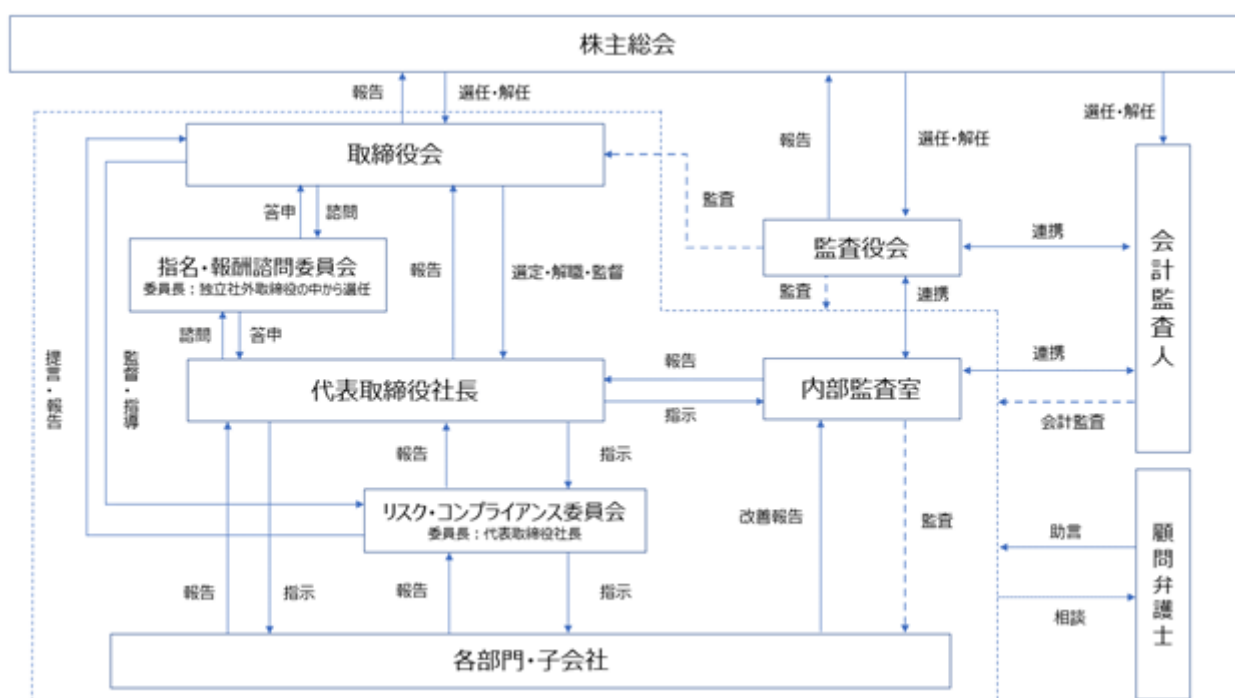 株主総会
報告
選任・解任
選任・解任
取締役会
報告
選任・解任
監査
答申
諮問
監査役会
連携
会計監査人
指名・報酬諮問委員会
委員長：独立社外取締役の中から選任
報告
選定・解職・監督
監査
連携
諮問
答申
提言・報告
監督・指導
代表取締役社長
報告
指示
内部監査室
連携
会計監査
報告
指示
リスク・コンプライアンス委員会
委員長：代表取締役社長
改善報告
監査
助言
顧問弁護士
報告
指示
報告
指示
相談
各部門・子会社